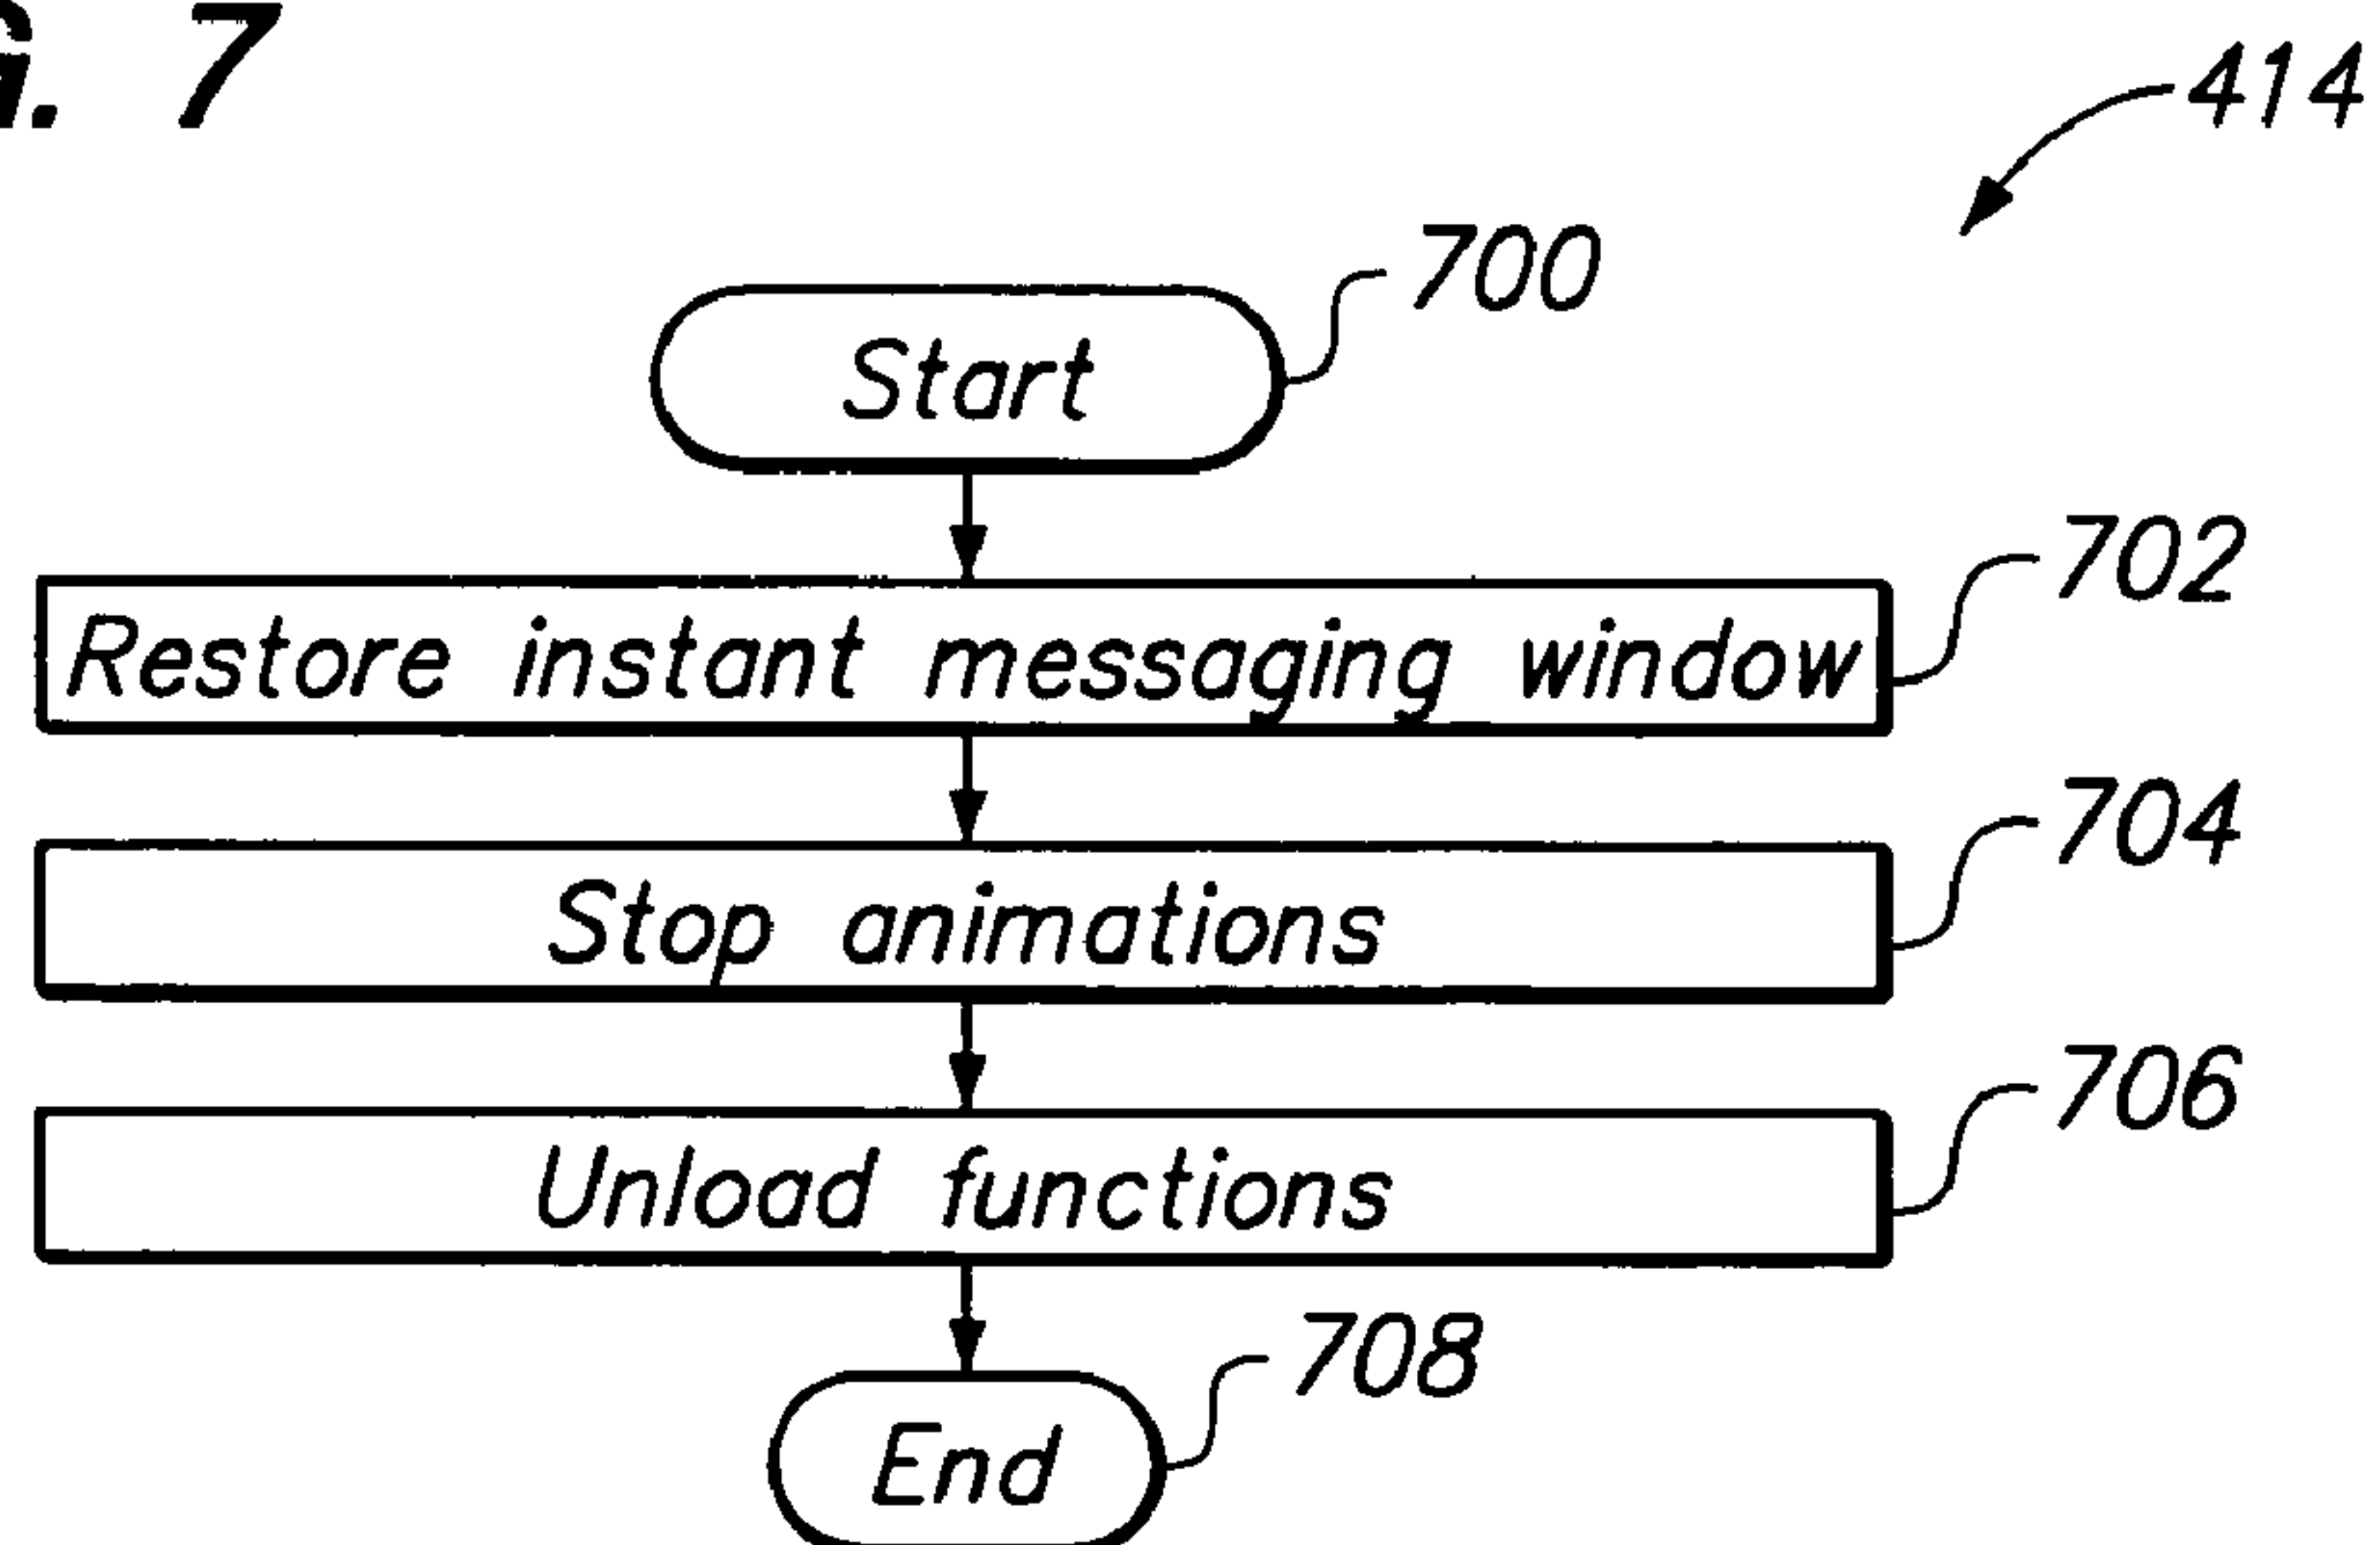 G. 7
414
700
Start
702
Restore instant messaging window
704
Stop animations
706
Unload functions
708
End